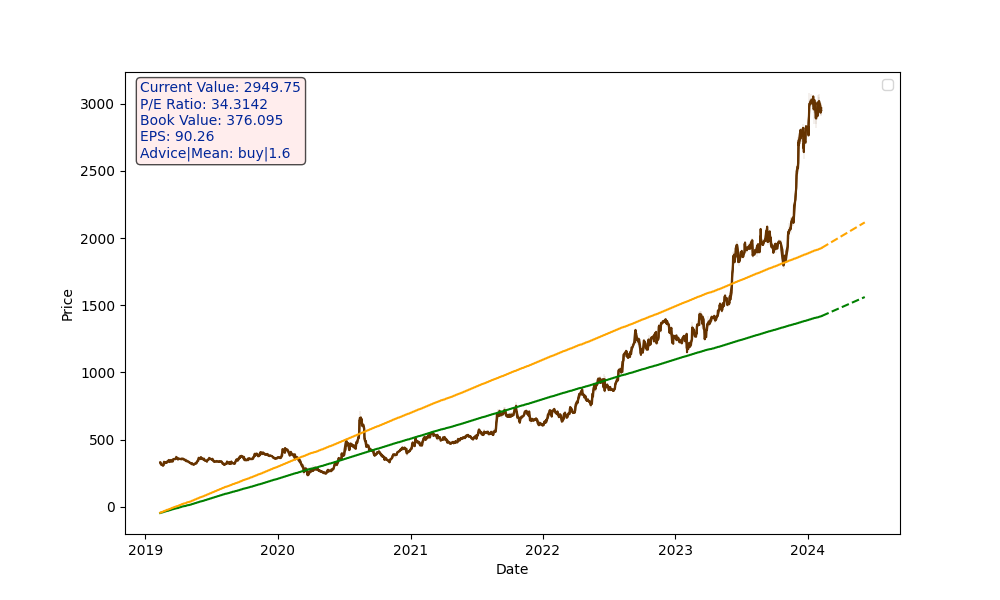 Current Value: 2949.75
P/E Ratio: 34.3142
Book Value: 376.095
EPS: 90.26
Advice|Mean: buy|1.6
3000
2500
2000
1500
1000
500
0
Price
2019 2020 2021 2022 2023 2024
Date